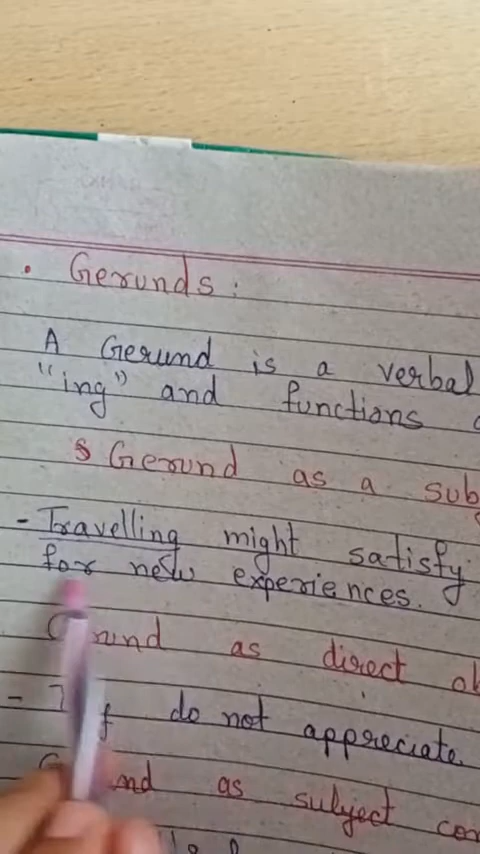 . Gerunds :
A Gerund is a verbal
"ing" and functions
Gerund as a sub
- Travelling might satisfy
for new experiences.
as direct
- do not appreciate.
as subject com